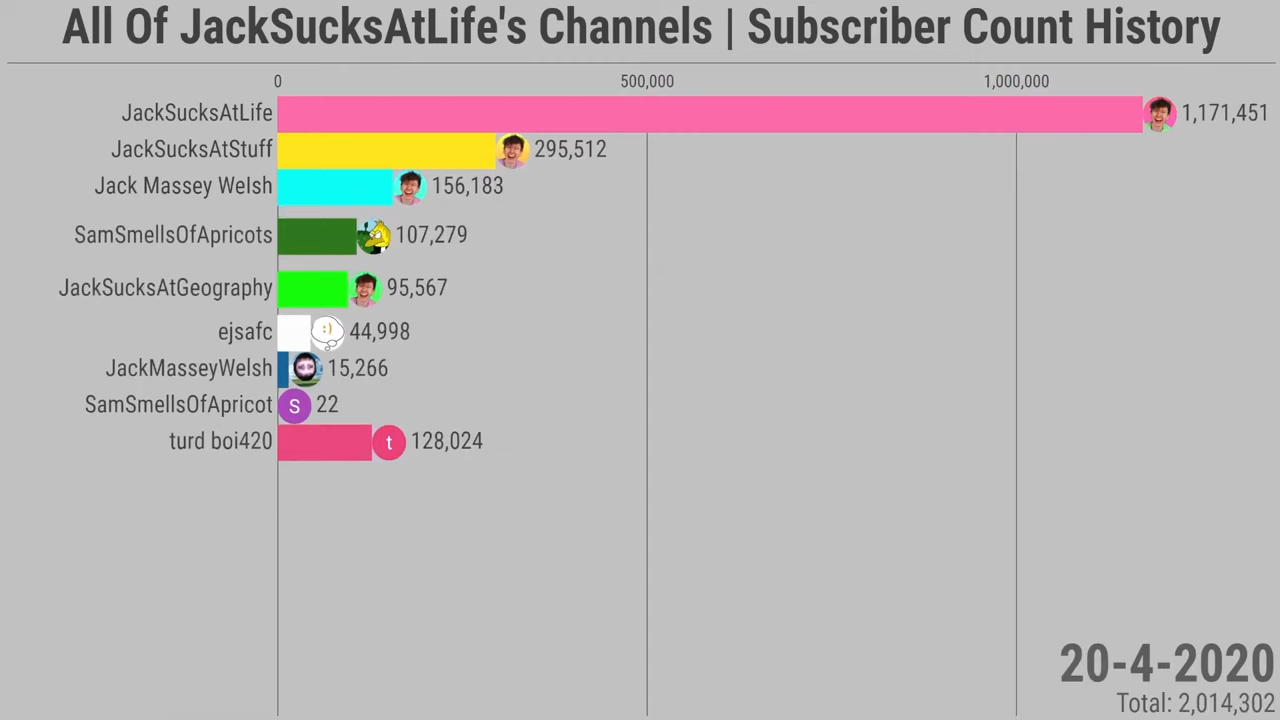 All Of JackSucksAtLife's Channels | Subscriber Count History
0 500,000 1,000,000
JackSucksAtLife 1,171,451
JackSucksAtStuff 295,512
Jack Massey Welsh 156,183
SamSmellsOfApricots 107,279
JackSucksAtGeography 95,567
ejsafc :) 44,998
JackMasseyWelsh 15,266
SamSmellsOfApricot S 22
turd boi420 t 128,024
20-4-2020
Total: 2,014,302